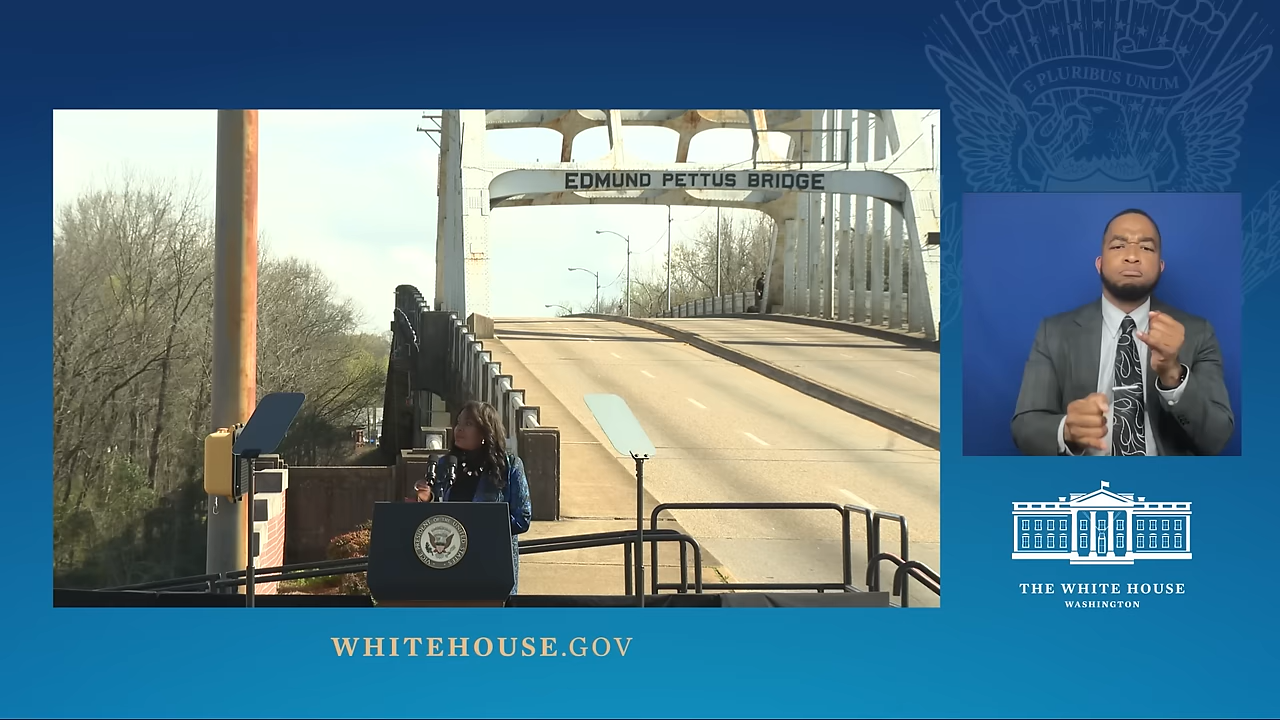 E PLURIBUS UNUM
EDMUND PETTUS BRIDGE
THE WHITE HOUSE
WASHINGTON
WHITEHOUSE.GOV